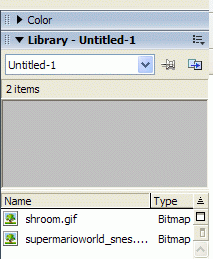 Color
Library - Untitled-1
Untitled-1
2 items
Name Type
shroom.gif Bitmap
supermarioworld_snes.... Bitmap